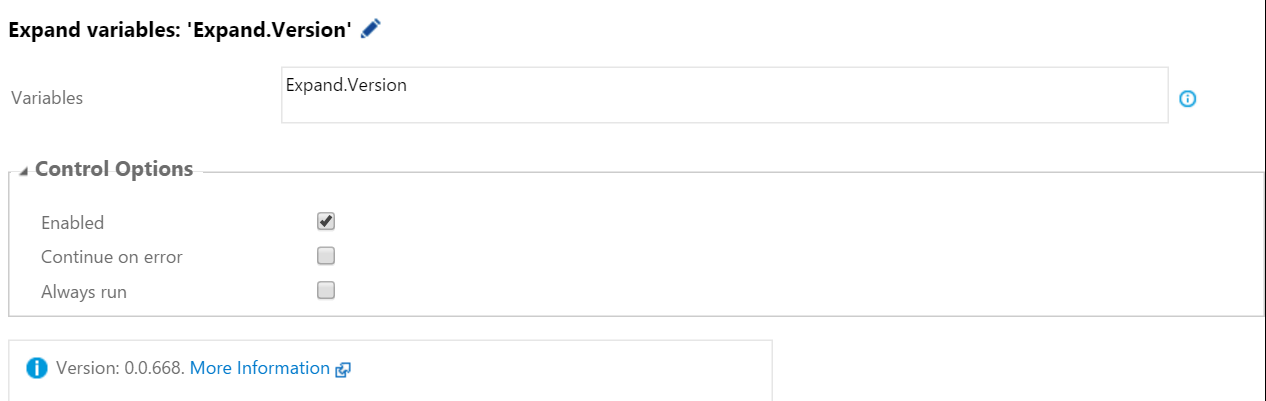 Expand variables: 'Expand.Version'
Variables
Expand.Version
Control Options
Enabled
Continue on error
Always run
Version: 0.0.668. More Information